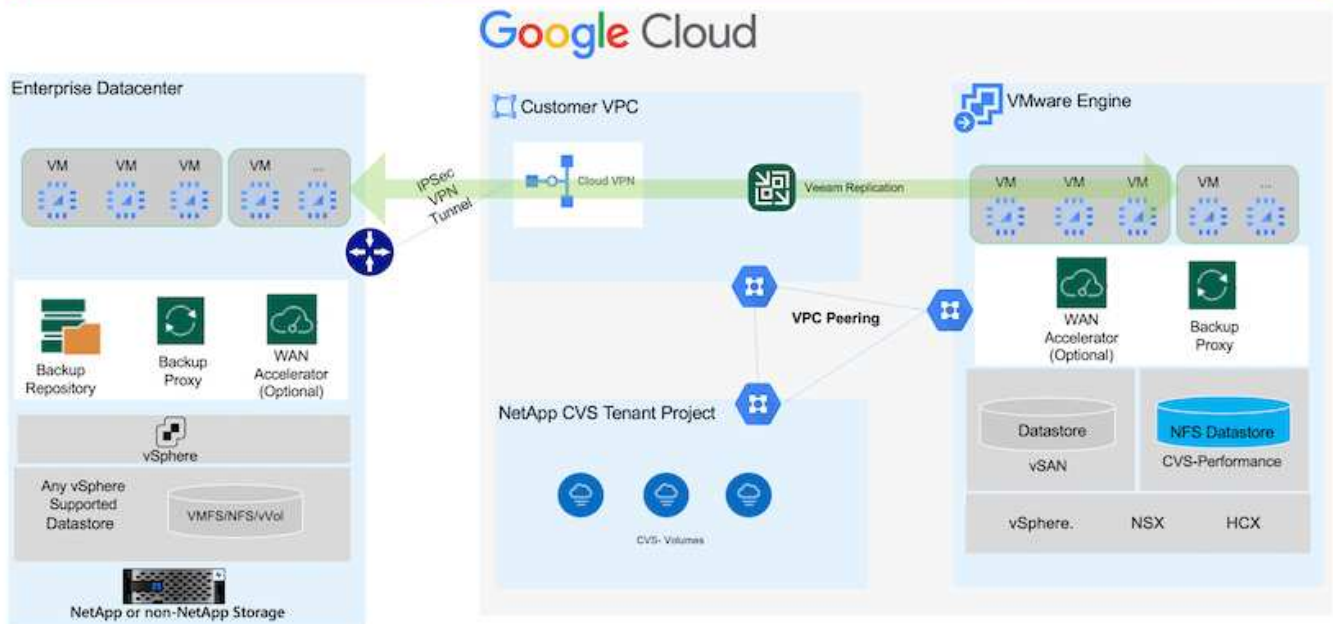 Google Cloud
Enterprise Datacenter
VM
VM
VM
VM
...
IPSec
VPN
Tunnel
Backup
Repository
Backup
Proxy
WAN
Accelerator
(Optional)
vSphere
Any vSphere
Supported
Datastore
VMFS/NFS/vVol
NetApp or non-NetApp Storage
Customer VPC
Cloud VPN
Veeam Replication
VPC Peering
NetApp CVS Tenant Project
CVS- Volumes
VMware Engine
VM
VM
VM
VM
...
WAN
Accelerator
(Optional)
Backup
Proxy
Datastore
vSAN
NFS Datastore
CVS-Performance
vSphere.
NSX
HCX